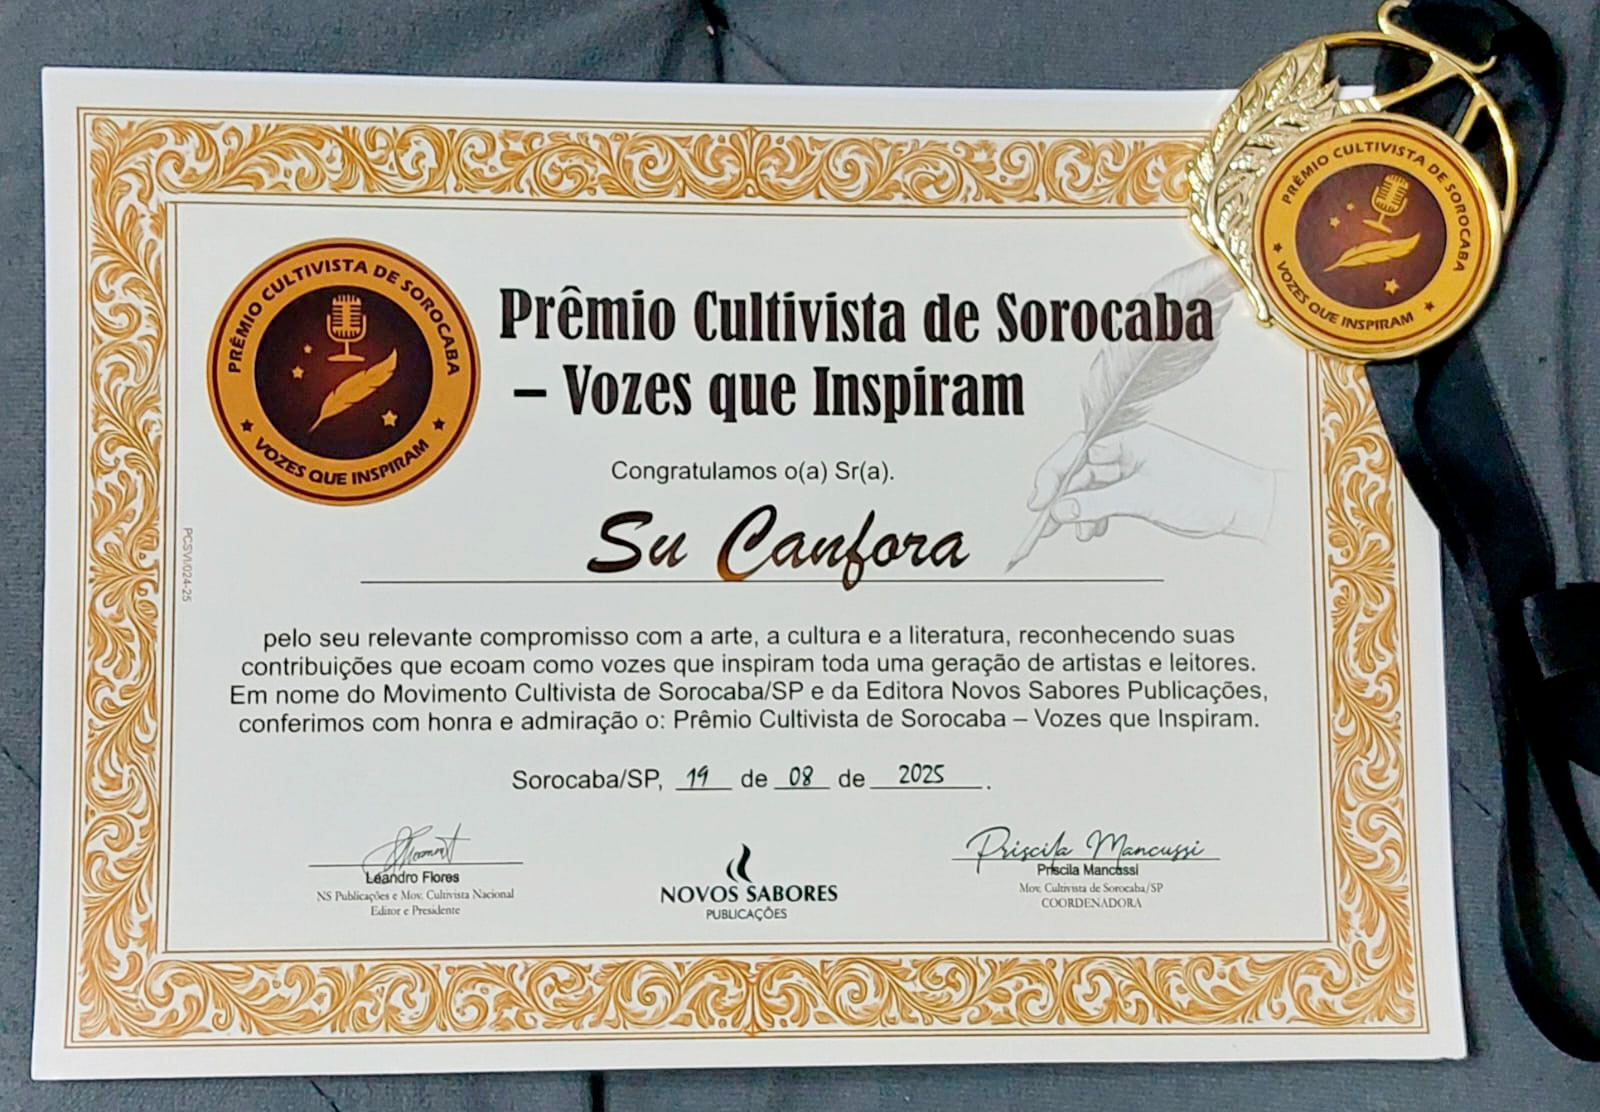 PRÊMIO CULTIVISTA DE SOROCABA
VOZES QUE INSPIRAM
PRÊMIO CULTIVISTA DE SOROCABA
VOZES QUE INSPIRAM
Prêmio Cultivista de Sorocaba
– Vozes que Inspiram
Congratulamos o(a) Sr(a).
Su Canfora
PCSVI/024-25
pelo seu relevante compromisso com a arte, a cultura e a literatura, reconhecendo suas
contribuições que ecoam como vozes que inspiram toda uma geração de artistas e leitores.
Em nome do Movimento Cultivista de Sorocaba/SP e da Editora Novos Sabores Publicações,
conferimos com honra e admiração o: Prêmio Cultivista de Sorocaba – Vozes que Inspiram.
Sorocaba/SP, 19 de 08 de 2025.
Leandro Flores
NS Publicações e Mov. Cultivista Nacional
Editor e Presidente
NOVOS SABORES
PUBLICAÇÕES
Priscila Mancussi
Priscila Mancussi
Mov. Cultivista de Sorocaba/SP
COORDENADORA